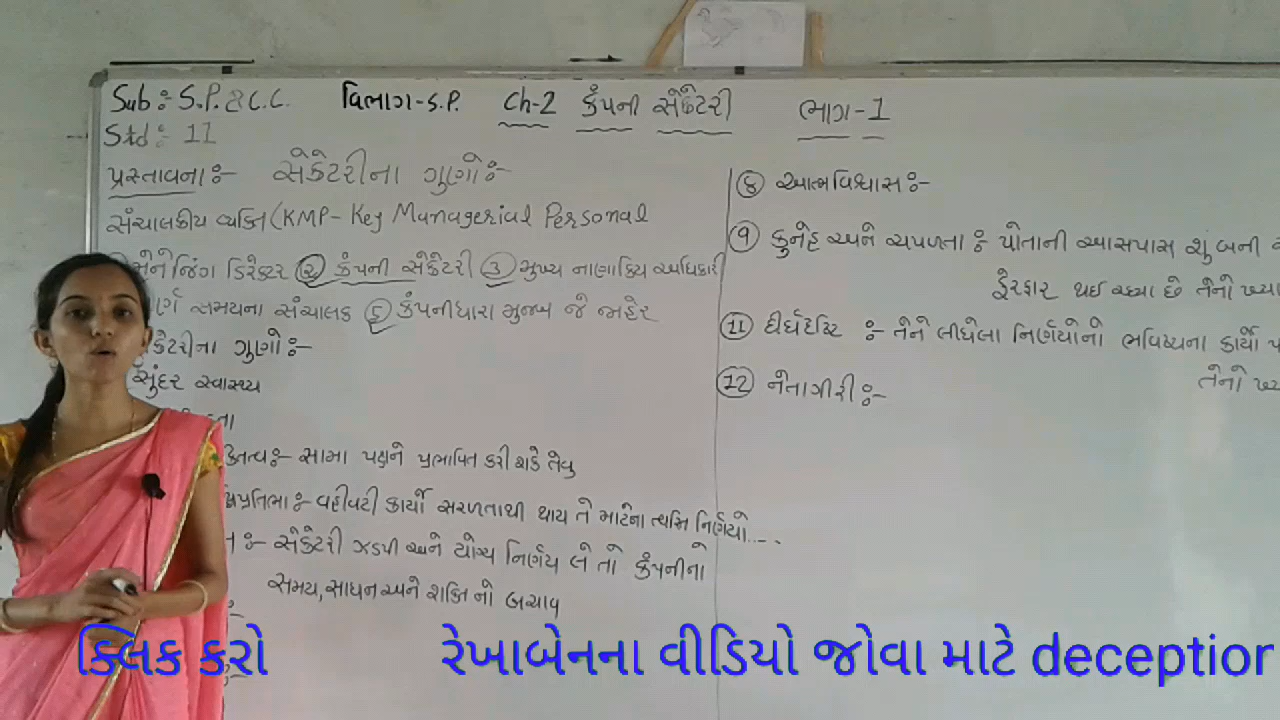 Sub:- S.P. & C.C. વિભાગ-S.P. Ch-2 કંપની સેક્રેટરી ભાગ-1
Std:- 11
પ્રસ્તાવના:- સેક્રેટરીના ગુણો:-
સંચાલકીય વ્યક્તિ (KMP - Key Managerial Personal
મેનેજિંગ ડિરેક્ટર ② કંપની સેક્રેટરી ③ મુખ્ય નાણાકિય અધિકારી
સમયના સંચાલક ⑤ કંપનીધારા મુજબ જે જાહેર
ગુણો:-
સુંદર સ્વાસ્થ્ય
સામા પક્ષને પ્રભાવિત કરી શકે તેવુ
પ્રતિભા:- વહીવટી કાર્યો સરળતાથી થાય તે માટેના ત્વરિત નિર્ણયો....
:- સેક્રેટરી ઝડપી અને યોગ્ય નિર્ણય લે તો કંપનીનો
સમય, સાધન અને શક્તિ નો બચાવ
⑧ આત્મવિશ્વાસ:-
⑨ કુનેહ અને ચપળતા:- પોતાની આસપાસ શું બની
ફેરફાર થઈ રહ્યા છે તેનો
⑪ દીર્ઘદ્રષ્ટિ:- તેને લીધેલા નિર્ણયોનો ભવિષ્યના કાર્યો
તેનો
⑫ નેતાગીરી:-
ક્લિક કરો રેખાબેનના વીડિયો જોવા માટે deception